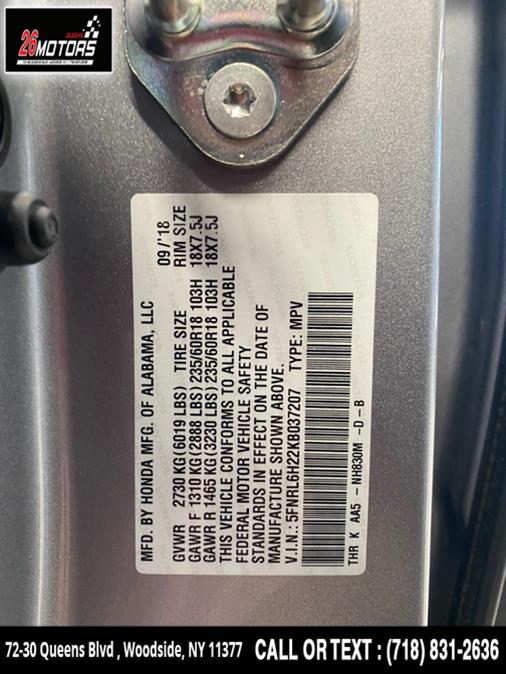 QUEENS
26MOTORS
MFD. BY HONDA MFG. OF ALABAMA, LLC 09/'18
GVWR 2730 KG(6019 LBS) TIRE SIZE RIM SIZE
GAWR F 1310 KG(2888 LBS)235/60R18 103H 18X7.5J
GAWR R 1465 KG(3230 LBS)235/60R18 103H 18X7.5J
THIS VEHICLE CONFORMS TO ALL APPLICABLE
FEDERAL MOTOR VEHICLE SAFETY
STANDARDS IN EFFECT ON THE DATE OF
MANUFACTURE SHOWN ABOVE.
V.I.N.: 5FNRL6H22KB037207 TYPE: MPV
THR K AA5 -NH830M -D-B
72-30 Queens Blvd , Woodside, NY 11377 CALL OR TEXT : (718) 831-2636